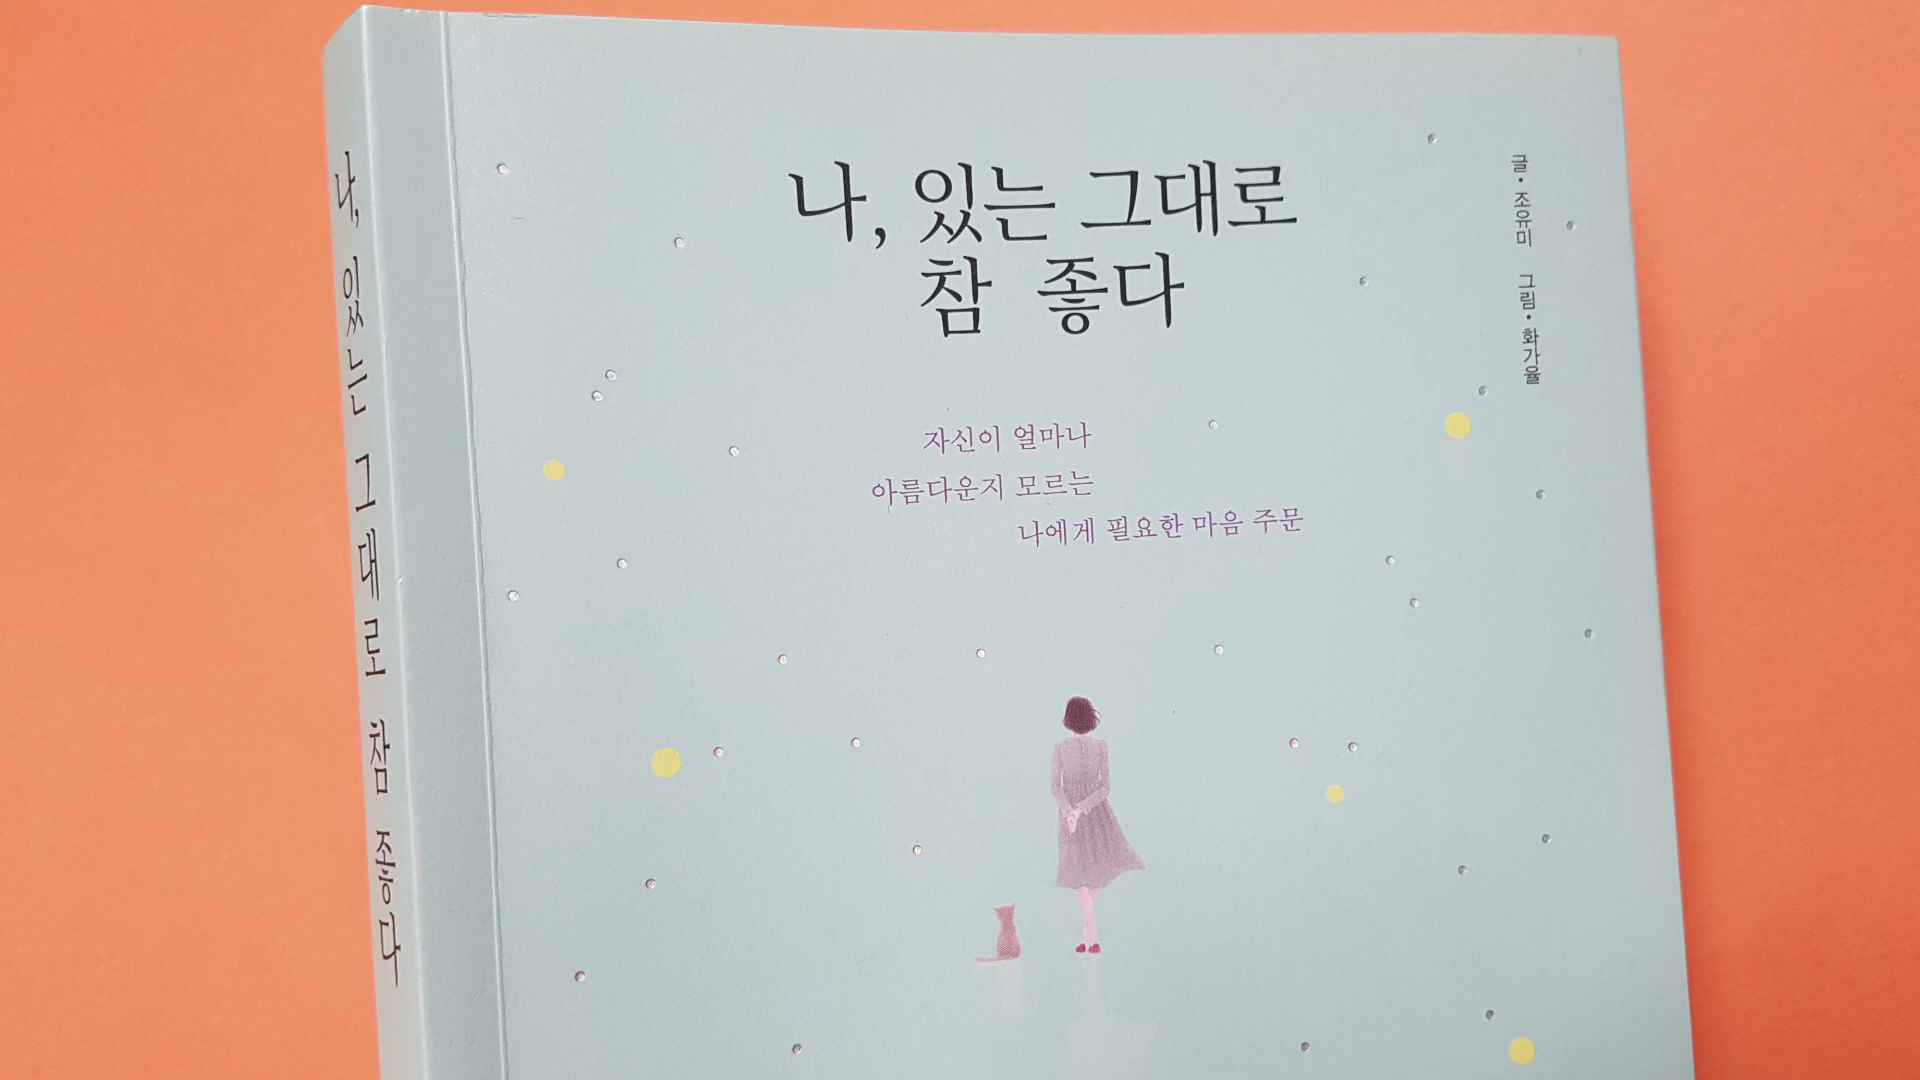 나, 있는 그대로 참 좋다
나, 있는 그대로
참 좋다
글·조유미 그림·화가율
자신이 얼마나
아름다운지 모르는
나에게 필요한 마음 주문